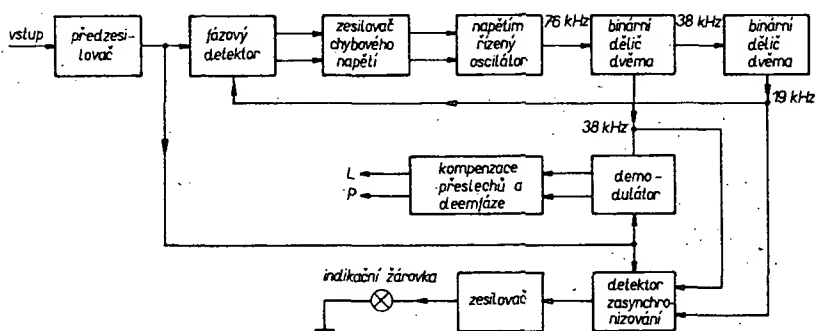 vstup
předzesi-
lovač
fázový
detektor
zesilovač
chybového
napětí
napětím
řízený
oscilátor
76 kHz
binární
dělič
dvěma
38 kHz
binární
dělič
dvěma
19 kHz
38 kHz
L
P
kompenzace
přeslechů a
deemfáze
demo-
dulátor
indikační žárovka
zesilovač
detektor
zasynchro-
nizování